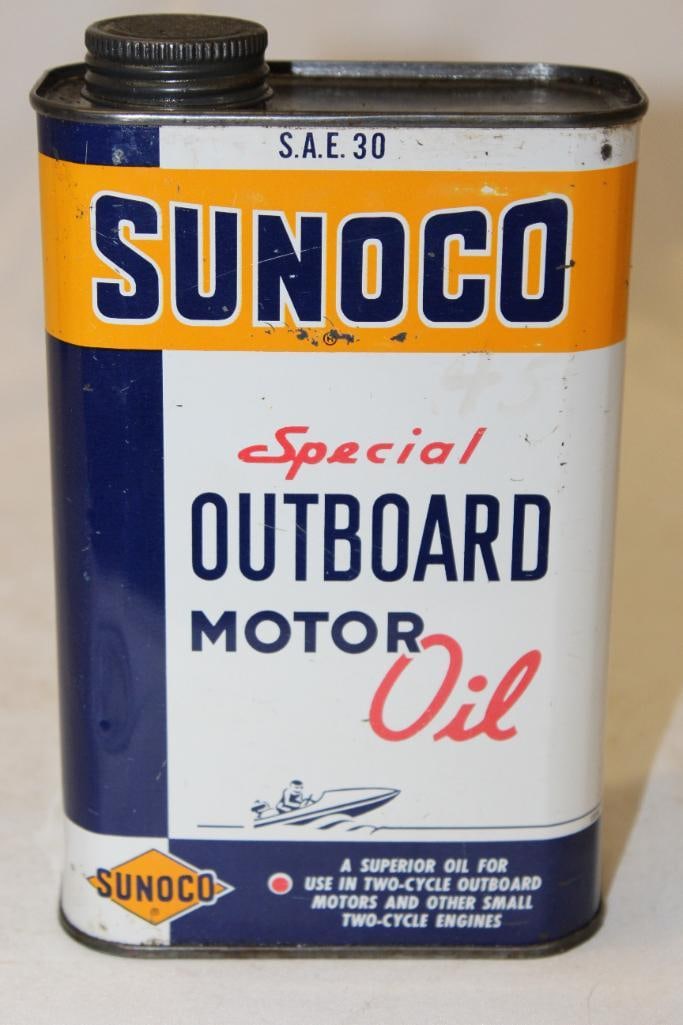 S.A.E. 30
SUNOCO
®
.45
Special
OUTBOARD
MOTOR
Oil
SUNOCO
®
A SUPERIOR OIL FOR
USE IN TWO-CYCLE OUTBOARD
MOTORS AND OTHER SMALL
TWO-CYCLE ENGINES